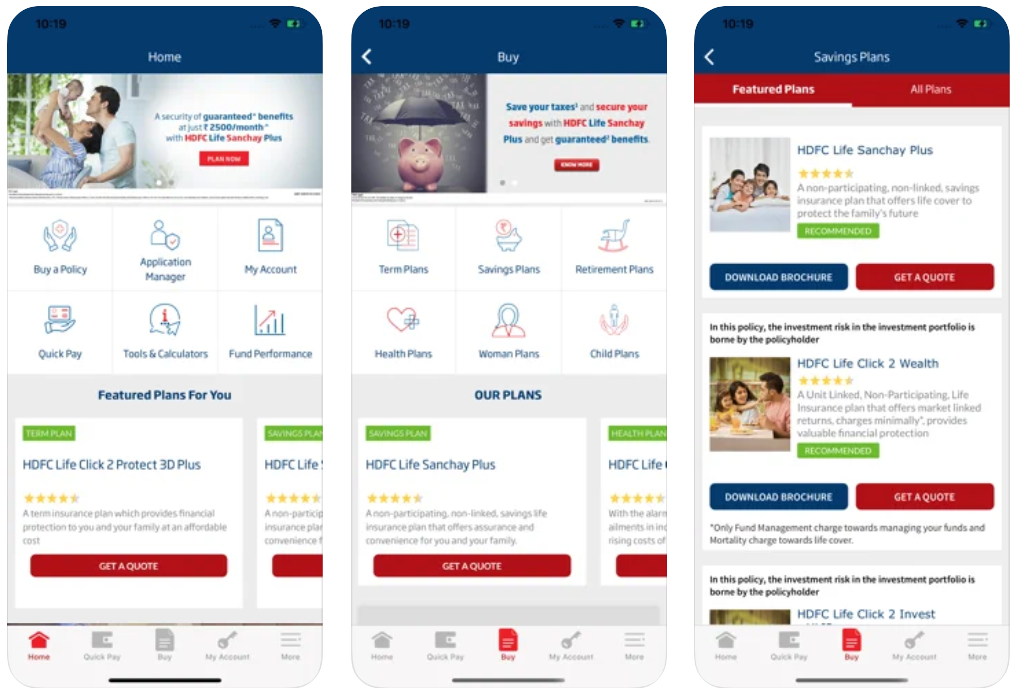 10:19
Home
A security of guaranteed* benefits
at just ₹ 2500/month^
with HDFC Life Sanchay Plus
PLAN NOW
Buy a Policy
Application
Manager
My Account
Quick Pay
Tools & Calculators
Fund Performance
Featured Plans For You
TERM PLAN
HDFC Life Click 2 Protect 3D Plus
A term insurance plan which provides financial
protection to you and your family at an affordable
cost
GET A QUOTE
SAVINGS PLAN
HDFC Life
A non-particip
insurance plan
convenience f
Home
Quick Pay
Buy
My Account
More
10:19
Buy
TAX
Save your taxes¹ and secure your
savings with HDFC Life Sanchay
Plus and get guaranteed² benefits.
KNOW MORE
Term Plans
Savings Plans
Retirement Plans
Health Plans
Woman Plans
Child Plans
OUR PLANS
SAVINGS PLAN
HDFC Life Sanchay Plus
A non-participating, non-linked, savings life
insurance plan that offers assurance and
convenience for you and your family.
GET A QUOTE
HEALTH PLAN
HDFC Life
With the alarm
ailments in inc
rising costs of
Home
Quick Pay
Buy
My Account
More
10:19
Savings Plans
Featured Plans
All Plans
HDFC Life Sanchay Plus
A non-participating, non-linked, savings
insurance plan that offers life cover to
protect the family's future
RECOMMENDED
DOWNLOAD BROCHURE
GET A QUOTE
In this policy, the investment risk in the investment portfolio is
borne by the policyholder
HDFC Life Click 2 Wealth
A Unit Linked, Non-Participating, Life
Insurance plan that offers market linked
returns, charges minimally*, provides
valuable financial protection
RECOMMENDED
DOWNLOAD BROCHURE
GET A QUOTE
*Only Fund Management charge towards managing your funds and
Mortality charge towards life cover.
In this policy, the investment risk in the investment portfolio is
borne by the policyholder
HDFC Life Click 2 Invest
Home
Quick Pay
Buy
My Account
More